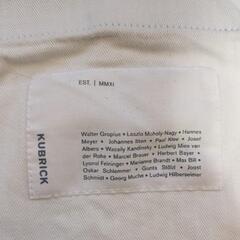 EST. | MMXI
KUBRICK
Walter Gropius • Laszlo Moholy-Nagy • Hannes
Meyer • Johannes Itten • Paul Klee • Josef
Albers • Wassily Kandinsky • Ludwig Mies van
der Rohe • Marcel Breuer • Herbert Bayer •
Lyonel Feininger • Marianne Brandt • Max Bill •
Oskar Schlemmer • Gunta Stölzl • Joost
Schmidt • Georg Muche • Ludwig Hilberseimer